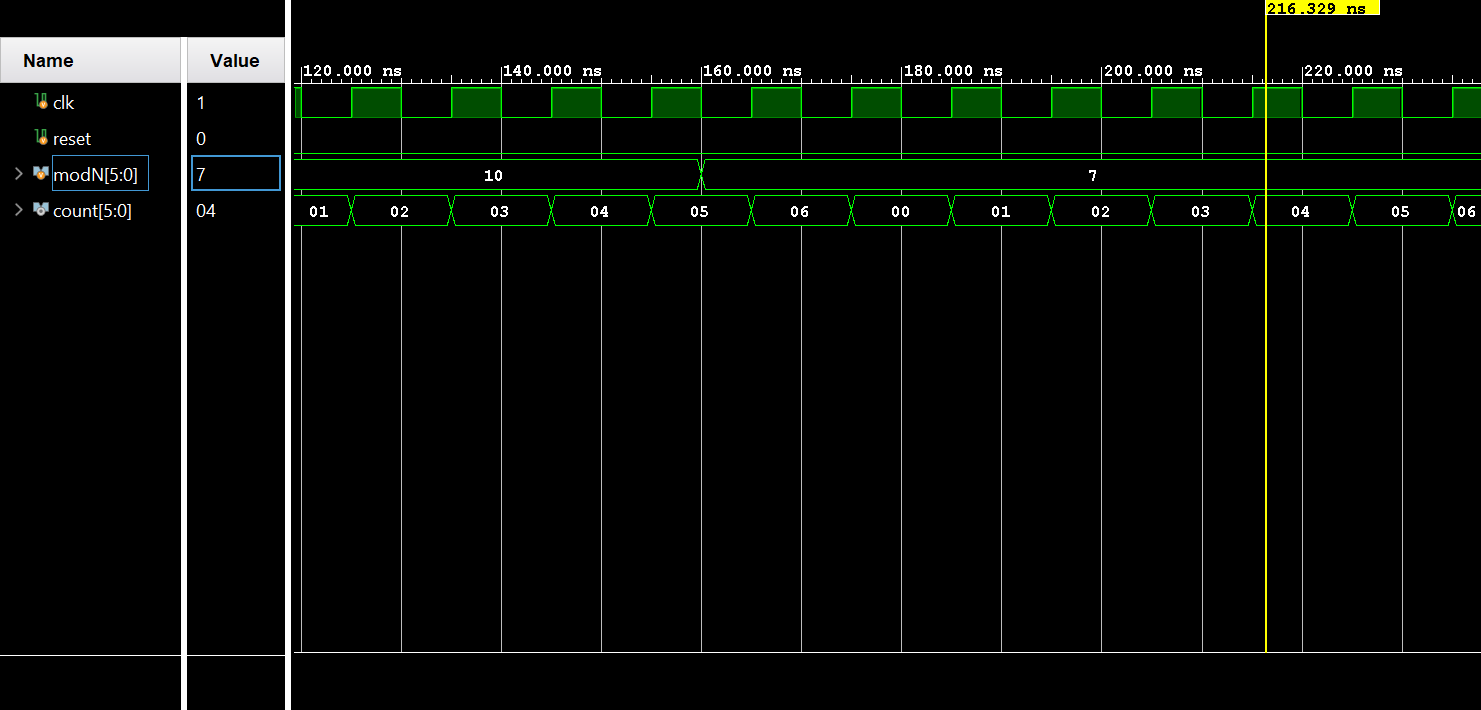 216.329 ns
Name Value
120.000 ns 140.000 ns 160.000 ns 180.000 ns 200.000 ns 220.000 ns
clk 1
reset 0
modN[5:0] 7 10 7
count[5:0] 04 01 02 03 04 05 06 00 01 02 03 04 05 06